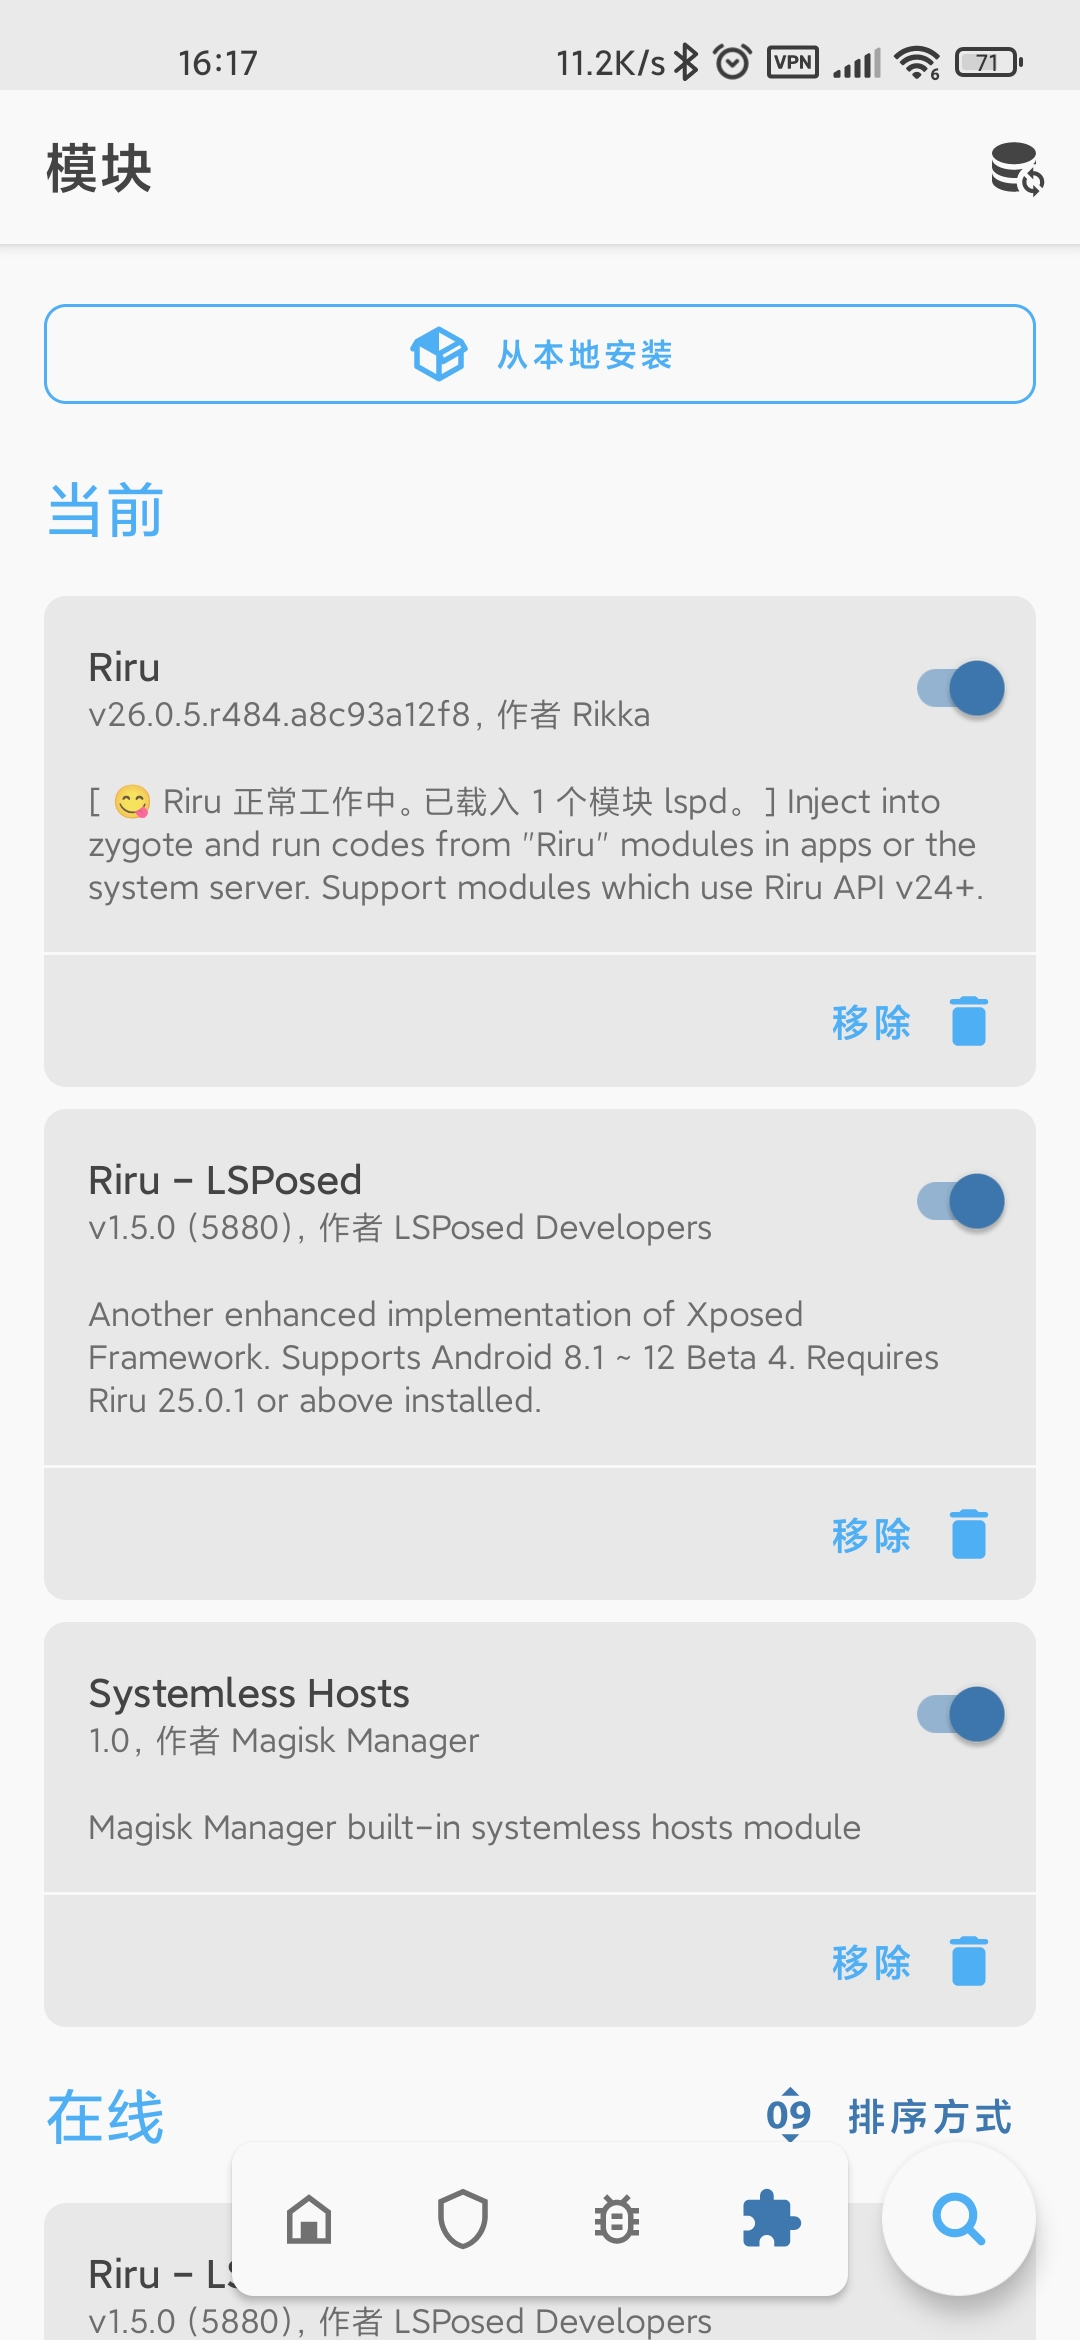 16:17
11.2K/s VPN 6 71
模块
从本地安装
当前
Riru
v26.0.5.r484.a8c93a12f8, 作者 Rikka
[ 😋 Riru 正常工作中。已载入 1 个模块 lspd。 ] Inject into
zygote and run codes from "Riru" modules in apps or the
system server. Support modules which use Riru API v24+.
移除
Riru - LSPosed
v1.5.0 (5880), 作者 LSPosed Developers
Another enhanced implementation of Xposed
Framework. Supports Android 8.1 ~ 12 Beta 4. Requires
Riru 25.0.1 or above installed.
移除
Systemless Hosts
1.0, 作者 Magisk Manager
Magisk Manager built-in systemless hosts module
移除
在线
09 排序方式
Riru -
v1.5.0 (5880), 作者 LSPosed Developers